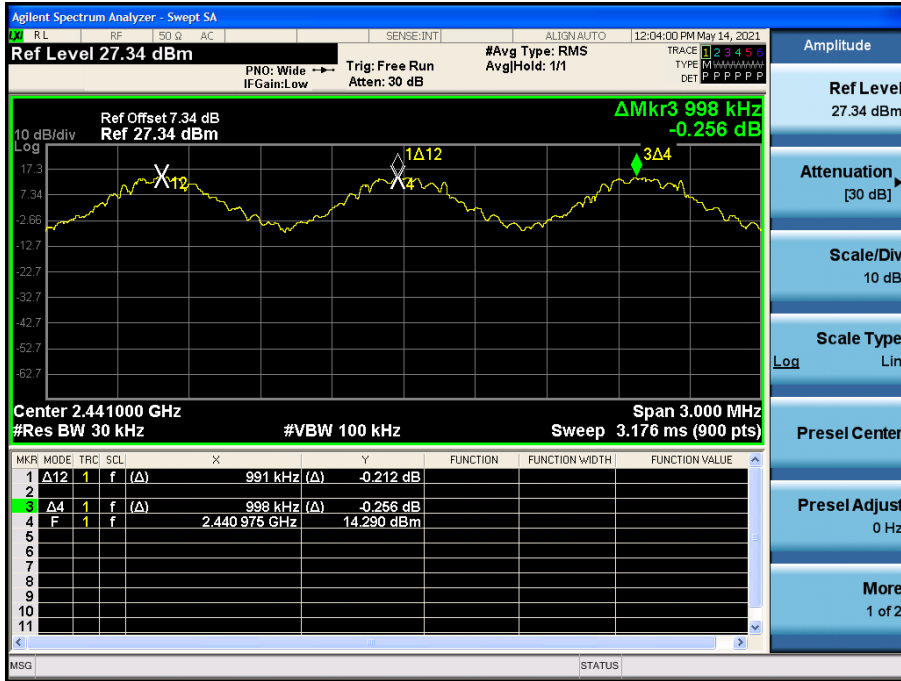 Agilent Spectrum Analyzer - Swept SA
LXI RL RF 50 Ω AC SENSE:INT ALIGN AUTO 12:04:00 PM May 14, 2021
Ref Level 27.34 dBm
PNO: Wide
IFGain:Low
Trig: Free Run
Atten: 30 dB
#Avg Type: RMS
Avg|Hold: 1/1
TRACE 1 2 3 4 5 6
TYPE M WWWWW
DET P P P P P P
Ref Offset 7.34 dB
Ref 27.34 dBm
10 dB/div
Log
ΔMkr3 998 kHz
-0.256 dB
1Δ12
3Δ4
12
4
17.3
7.34
-2.66
-12.7
-22.7
-32.7
-42.7
-52.7
-62.7
Center 2.441000 GHz Span 3.000 MHz
#Res BW 30 kHz #VBW 100 kHz Sweep 3.176 ms (900 pts)
MKR MODE TRC SCL X Y FUNCTION FUNCTION WIDTH FUNCTION VALUE
1 Δ12 1 f (Δ) 991 kHz (Δ) -0.212 dB
2
3 Δ4 1 f (Δ) 998 kHz (Δ) -0.256 dB
4 F 1 f 2.440 975 GHz 14.290 dBm
5
6
7
8
9
10
11
MSG STATUS
Amplitude
Ref Level
27.34 dBm
Attenuation
[30 dB]
Scale/Div
10 dB
Scale Type
Log Lin
Presel Center
Presel Adjust
0 Hz
More
1 of 2